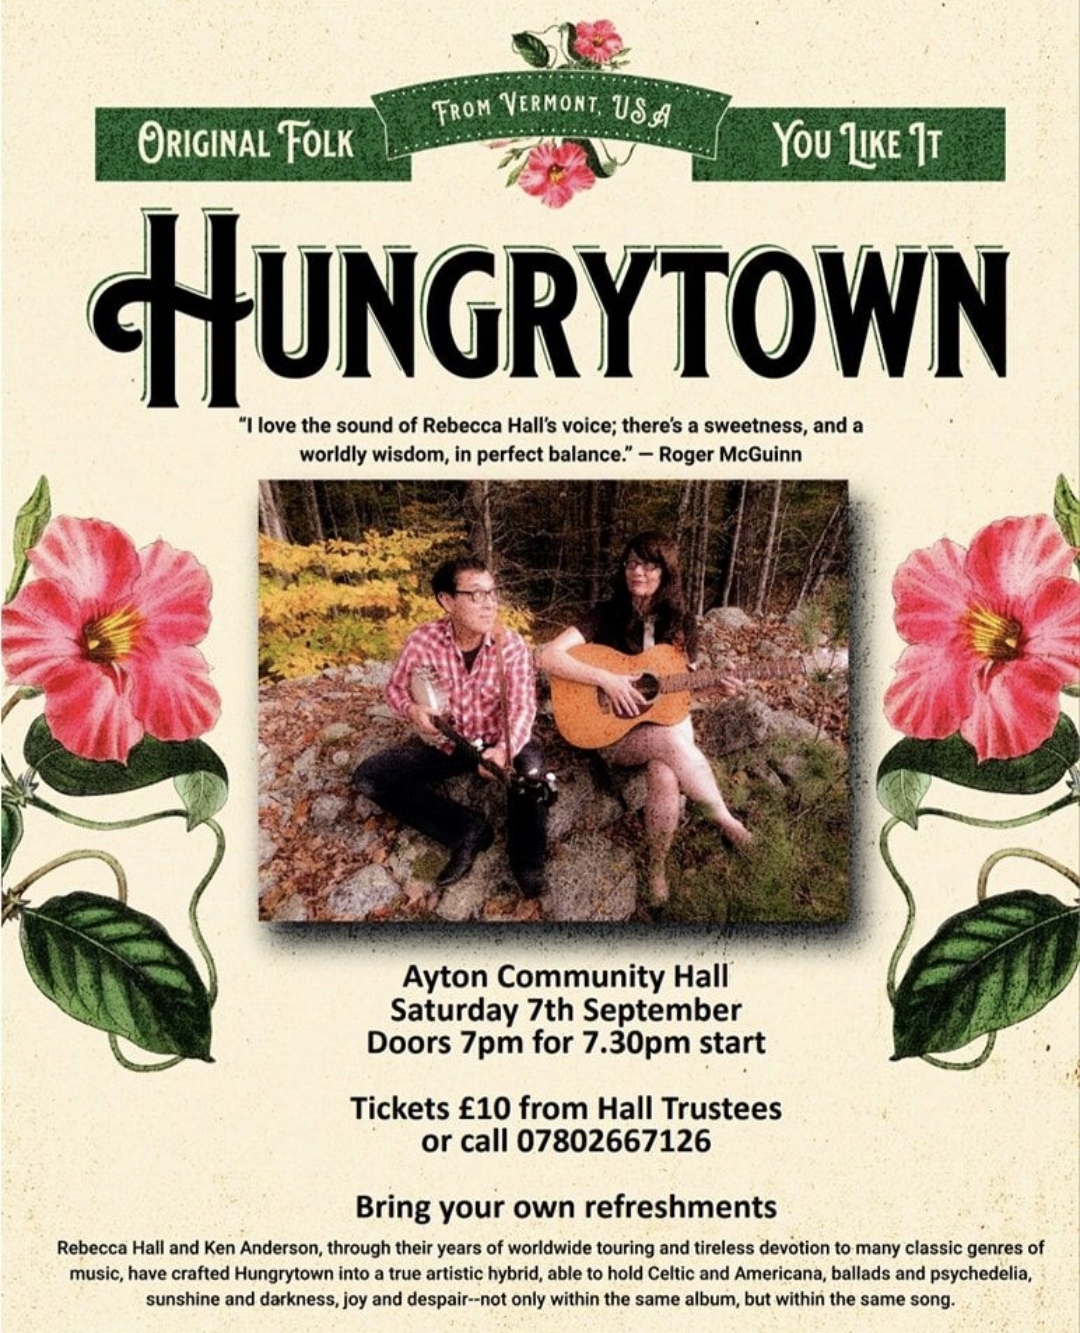 From Vermont, USA
Original Folk
You Like It
Hungrytown
“I love the sound of Rebecca Hall’s voice; there’s a sweetness, and a
worldly wisdom, in perfect balance.” — Roger McGuinn
Ayton Community Hall
Saturday 7th September
Doors 7pm for 7.30pm start
Tickets £10 from Hall Trustees
or call 07802667126
Bring your own refreshments
Rebecca Hall and Ken Anderson, through their years of worldwide touring and tireless devotion to many classic genres of
music, have crafted Hungrytown into a true artistic hybrid, able to hold Celtic and Americana, ballads and psychedelia,
sunshine and darkness, joy and despair--not only within the same album, but within the same song.